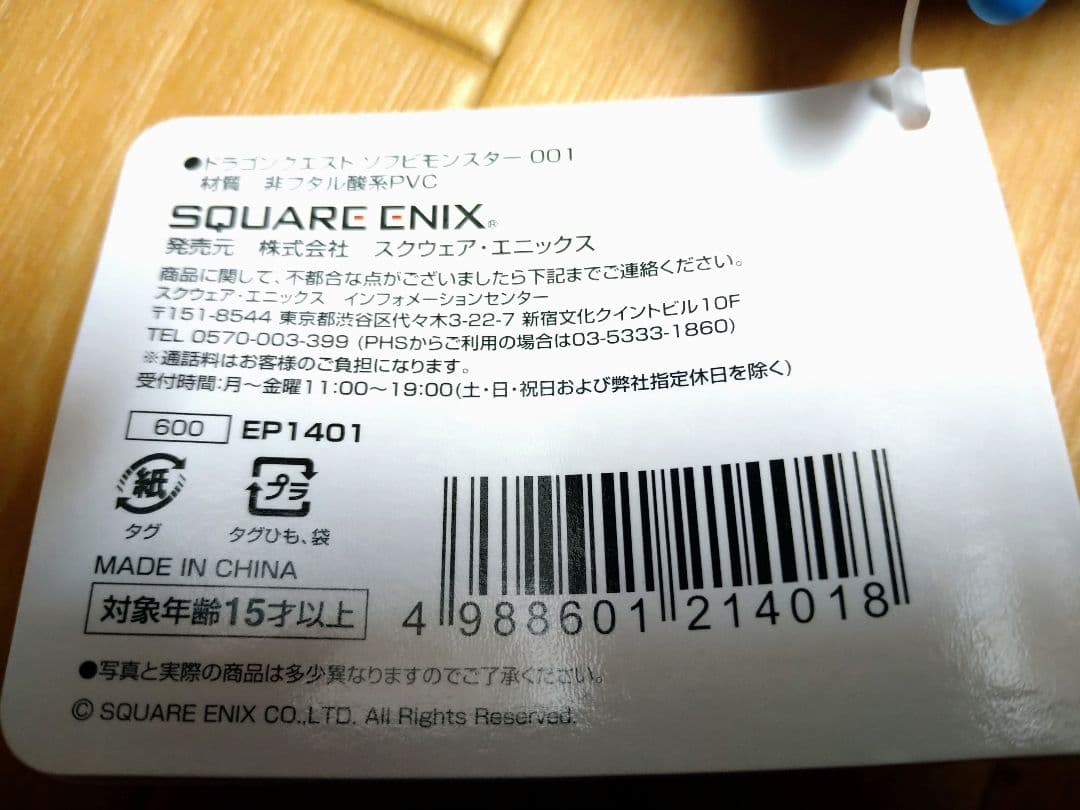 ●ドラゴンクエスト ソフビモンスター 001
材質 非フタル酸系PVC
SQUARE ENIX®
発売元 株式会社 スクウェア・エニックス
商品に関して、不都合な点がございましたら下記までご連絡ください。
スクウェア・エニックス インフォメーションセンター
〒151-8544 東京都渋谷区代々木3-22-7 新宿文化クイントビル10F
TEL 0570-003-399 (PHSからご利用の場合は03-5333-1860)
※通話料はお客様のご負担になります。
受付時間:月～金曜11:00～19:00(土・日・祝日および弊社指定休日を除く)
600 EP1401
紙 プラ
タグ タグひも、袋
MADE IN CHINA
対象年齢15才以上
4 988601 214018
●写真と実際の商品は多少異なりますのでご了承ください。
© SQUARE ENIX CO.,LTD. All Rights Reserved.